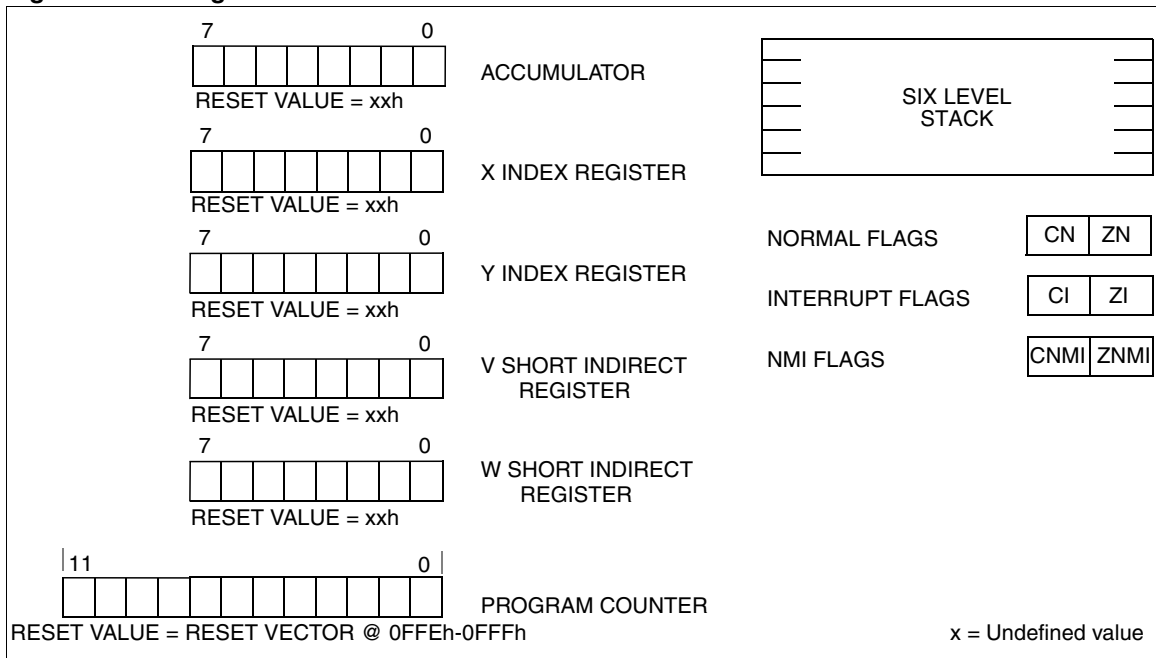 7 0
ACCUMULATOR
RESET VALUE = xxh
7 0
X INDEX REGISTER
RESET VALUE = xxh
7 0
Y INDEX REGISTER
RESET VALUE = xxh
7 0
V SHORT INDIRECT
REGISTER
RESET VALUE = xxh
7 0
W SHORT INDIRECT
REGISTER
RESET VALUE = xxh
11 0
PROGRAM COUNTER
RESET VALUE = RESET VECTOR @ 0FFEh-0FFFh
SIX LEVEL
STACK
NORMAL FLAGS CN ZN
INTERRUPT FLAGS CI ZI
NMI FLAGS CNMI ZNMI
x = Undefined value